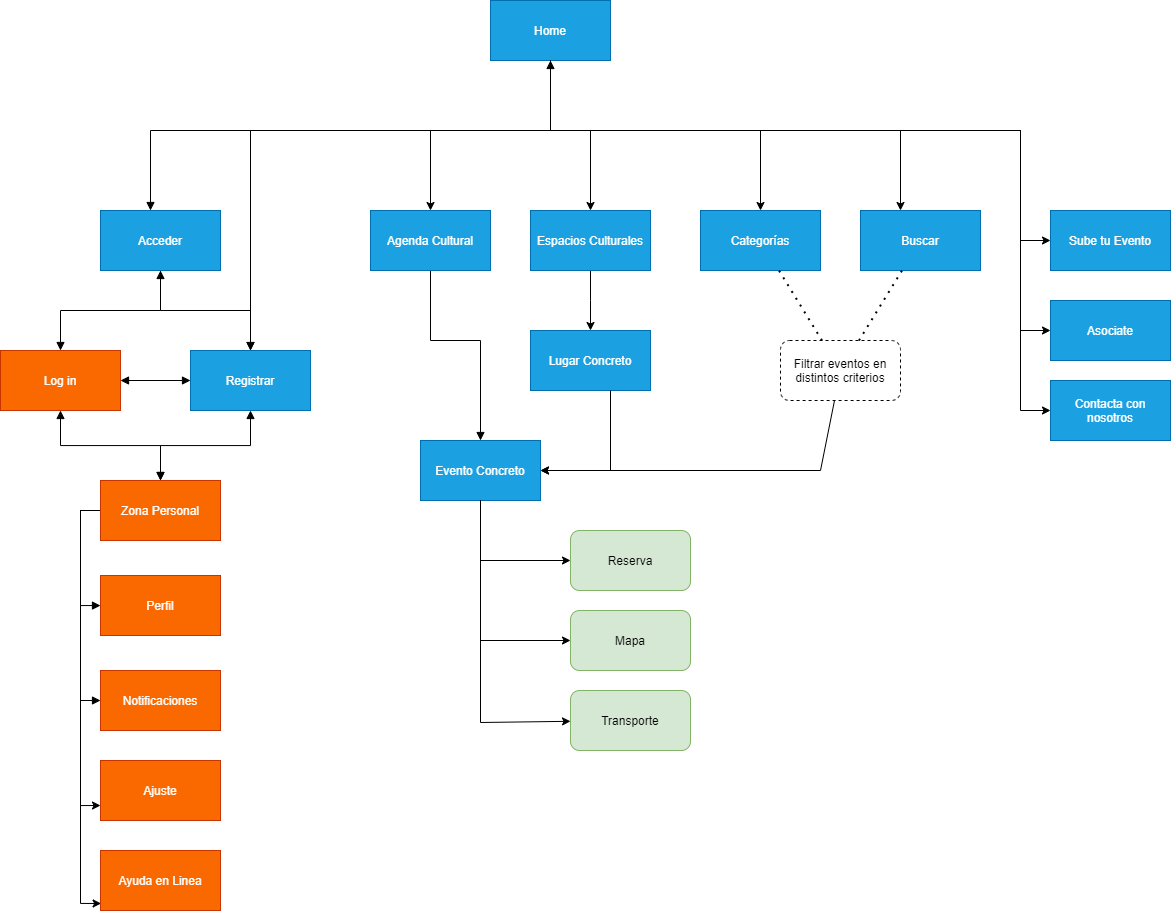 Home
Acceder
Agenda Cultural
Espacios Culturales
Categorías
Buscar
Sube tu Evento
Asociate
Contacta con
nosotros
Log in
Registrar
Lugar Concreto
Filtrar eventos en
distintos criterios
Evento Concreto
Zona Personal
Perfil
Notificaciones
Ajuste
Ayuda en Linea
Reserva
Mapa
Transporte